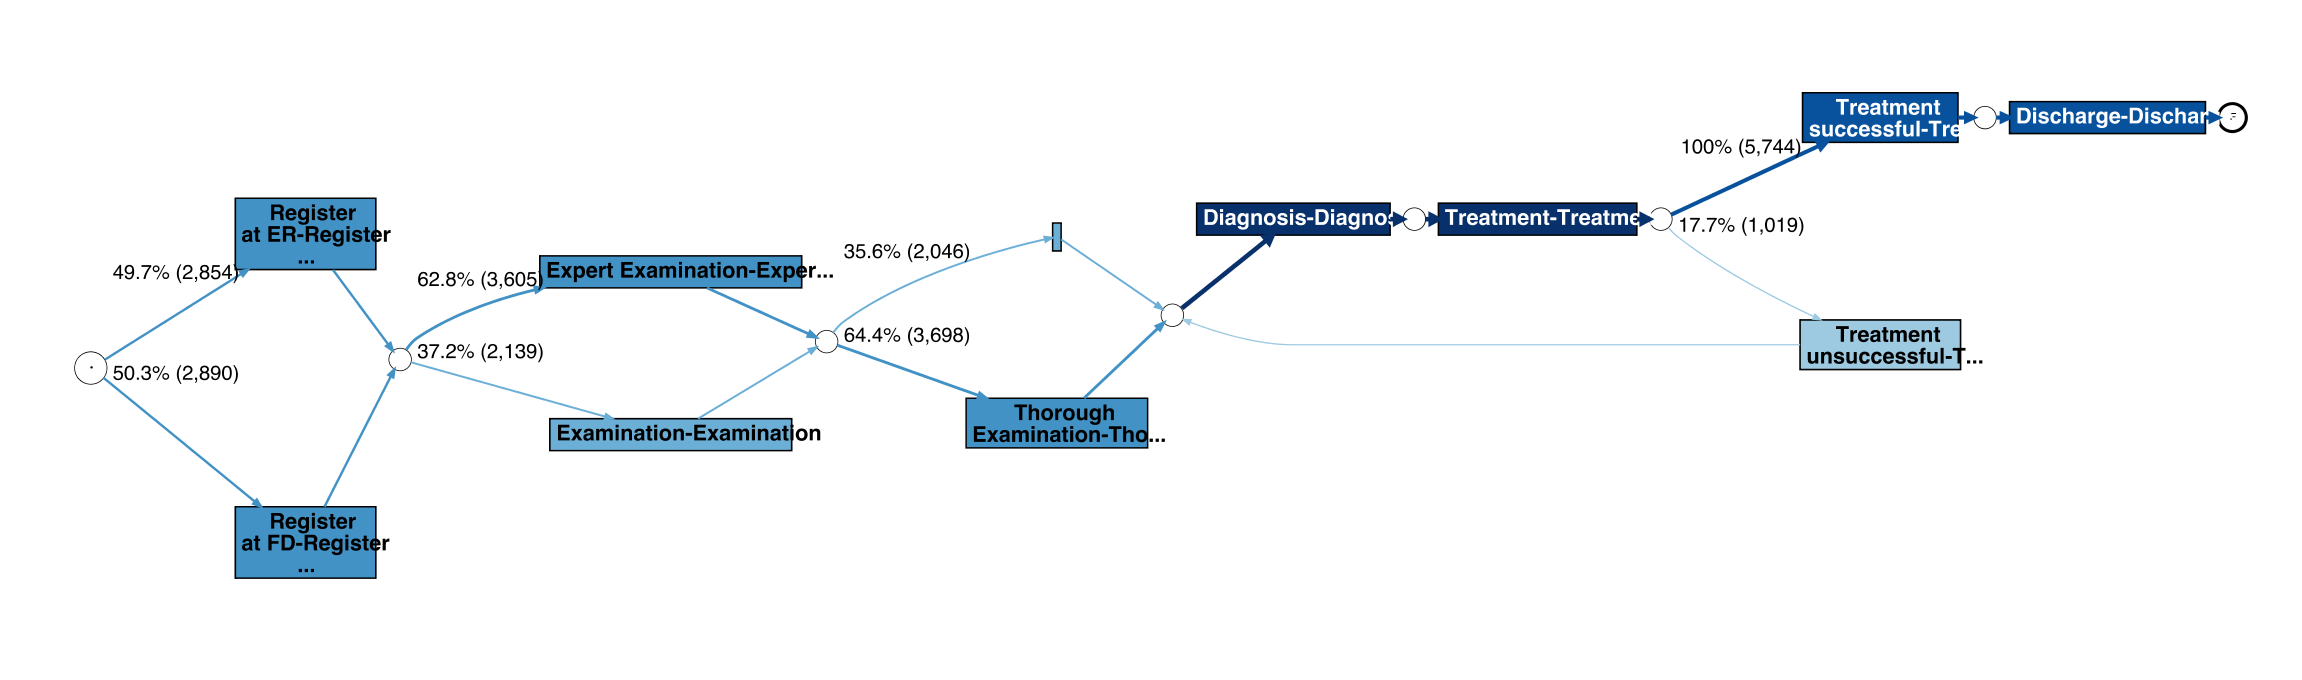 Register
at ER-Register
...
49.7% (2,854)
50.3% (2,890)
Register
at FD-Register
...
62.8% (3,605)
37.2% (2,139)
Expert Examination-Exper...
Examination-Examination
35.6% (2,046)
64.4% (3,698)
Thorough
Examination-Tho...
Diagnosis-Diagnos
Treatment-Treatme
100% (5,744)
17.7% (1,019)
Treatment
successful-Tre
Discharge-Dischar
Treatment
unsuccessful-T...